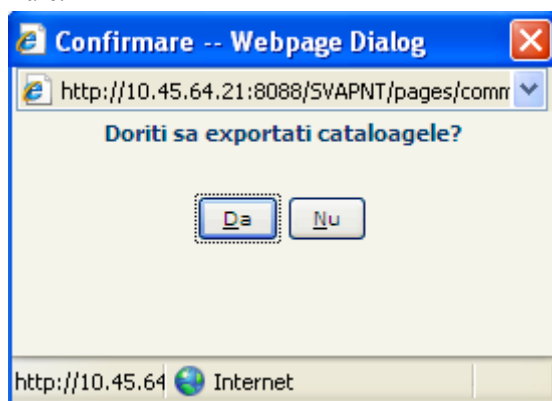 Confirmare -- Webpage Dialog
http://10.45.64.21:8088/SVAPNT/pages/comm
Doriti sa exportati cataloagele?
Da Nu
http://10.45.64 Internet